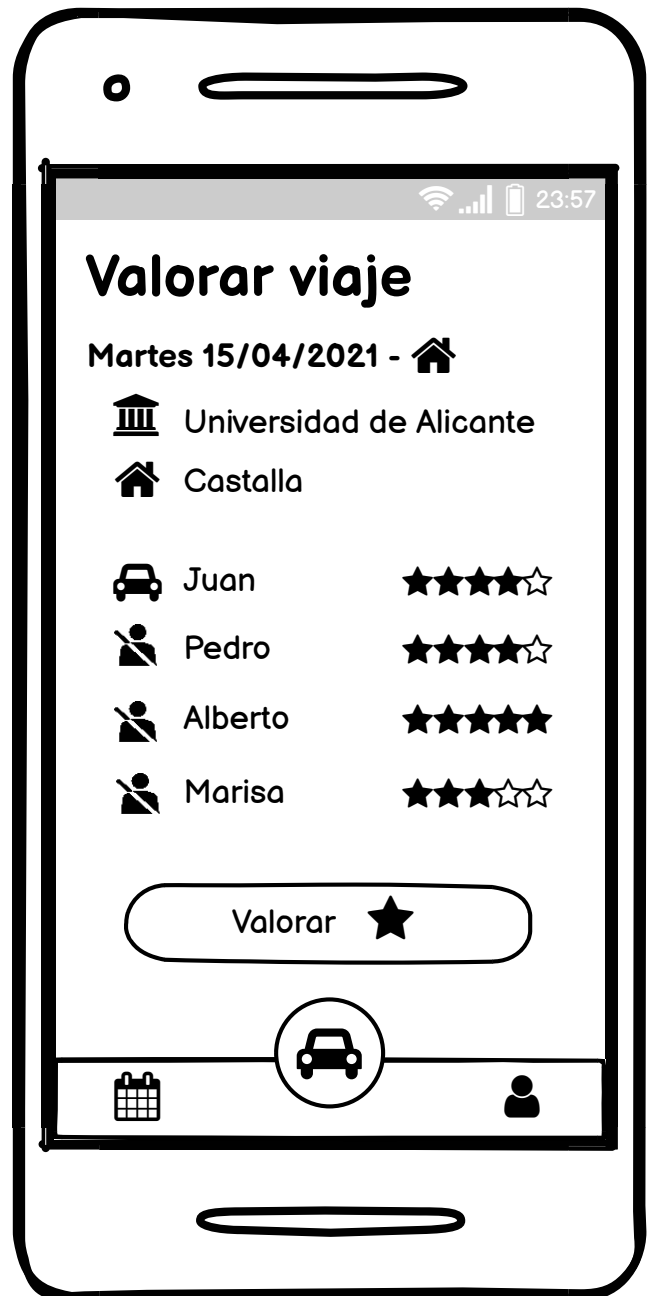 23:57
Valorar viaje
Martes 15/04/2021 -
Universidad de Alicante
Castalla
Juan
Pedro
Alberto
Marisa
Valorar